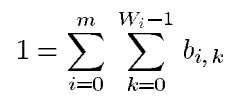 1 = \sum_{i=0}^{m} \sum_{k=0}^{W_i-1} b_{i,k}